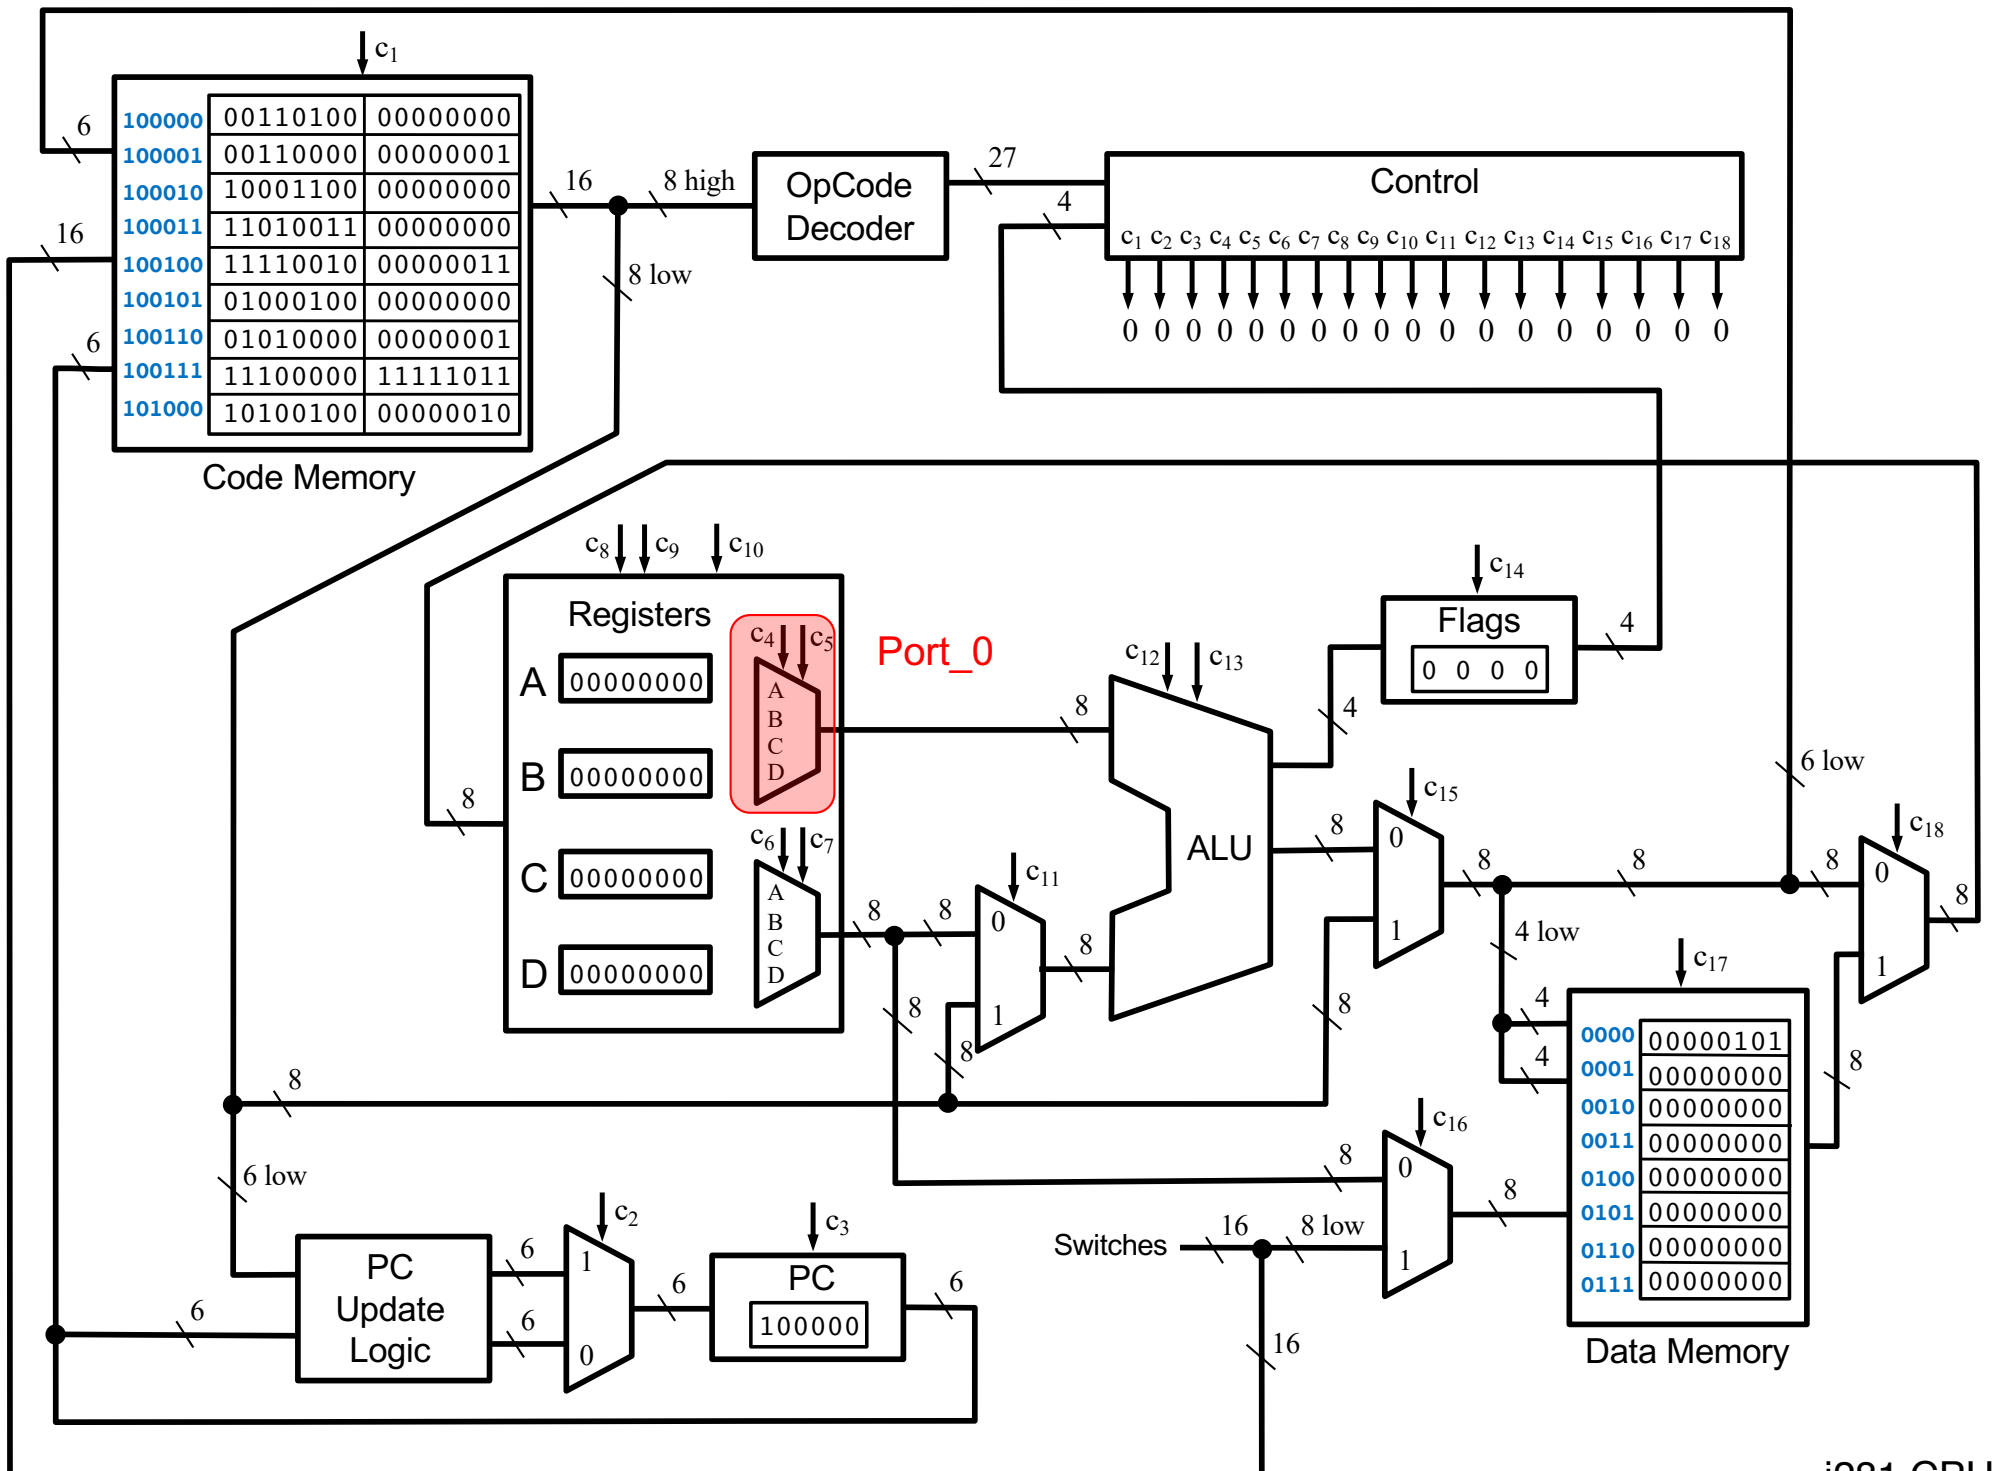 c1
100000 00110100 00000000
100001 00110000 00000001
100010 10001100 00000000
100011 11010011 00000000
100100 11110010 00000011
100101 01000100 00000000
100110 01010000 00000001
100111 11100000 11111011
101000 10100100 00000010
Code Memory
6
16
6
16
8 high
8 low
OpCode
Decoder
27
4
Control
c1 c2 c3 c4 c5 c6 c7 c8 c9 c10 c11 c12 c13 c14 c15 c16 c17 c18
0 0 0 0 0 0 0 0 0 0 0 0 0 0 0 0 0 0
c8 c9 c10
Registers
A 00000000
B 00000000
C 00000000
D 00000000
8
c4 c5
A
B
C
D
Port_0
c6 c7
A
B
C
D
8
8
8
8
c11
0
1
8
8
c12 c13
ALU
8
4
c14
Flags
0 0 0 0
4
c15
0
1
8
8
8
8
6 low
8
c18
0
1
8
4 low
4
4
c17
0000 00000101
0001 00000000
0010 00000000
0011 00000000
0100 00000000
0101 00000000
0110 00000000
0111 00000000
Data Memory
8
c16
0
1
8
8
Switches
16
8 low
16
8
6 low
6
PC
Update
Logic
6
6
c2
1
0
6
c3
PC
100000
6